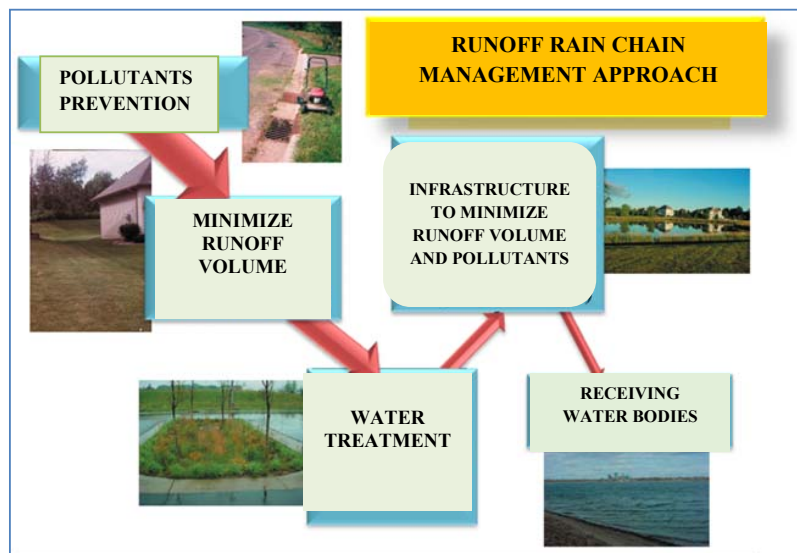 RUNOFF RAIN CHAIN
MANAGEMENT APPROACH
POLLUTANTS
PREVENTION
MINIMIZE
RUNOFF
VOLUME
WATER
TREATMENT
INFRASTRUCTURE
TO MINIMIZE
RUNOFF VOLUME
AND POLLUTANTS
RECEIVING
WATER BODIES